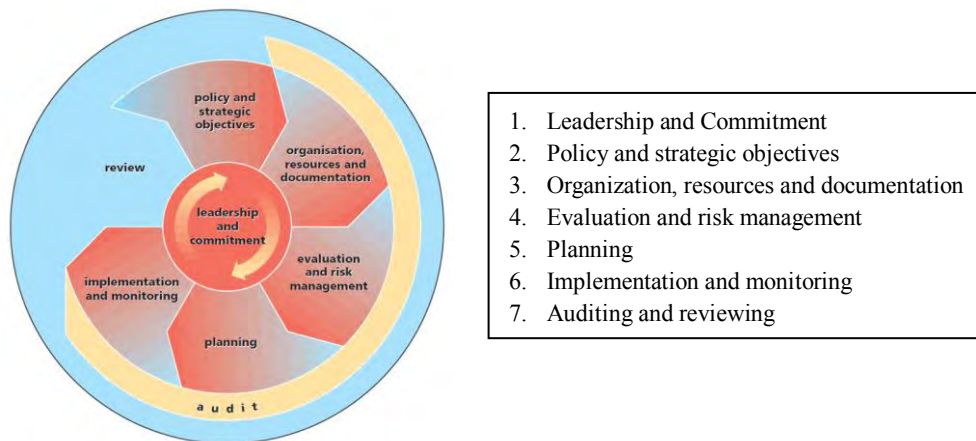 policy and
strategic
objectives
organisation,
resources and
documentation
review
leadership
and
commitment
evaluation
and risk
management
implementation
and monitoring
planning
audit
1. Leadership and Commitment
2. Policy and strategic objectives
3. Organization, resources and documentation
4. Evaluation and risk management
5. Planning
6. Implementation and monitoring
7. Auditing and reviewing